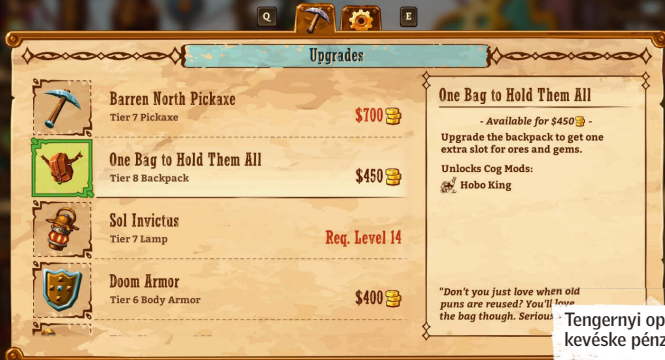 Q
E
Upgrades
Barren North Pickaxe
Tier 7 Pickaxe
$700
One Bag to Hold Them All
Tier 8 Backpack
$450
Sol Invictus
Tier 7 Lamp
Req. Level 14
Doom Armor
Tier 6 Body Armor
$400
One Bag to Hold Them All
- Available for $450 -
Upgrade the backpack to get one
extra slot for ores and gems.
Unlocks Cog Mods:
Hobo King
"Don't you just love when old
puns are reused? You'll love
the bag though.
Tengernyi
kevéske